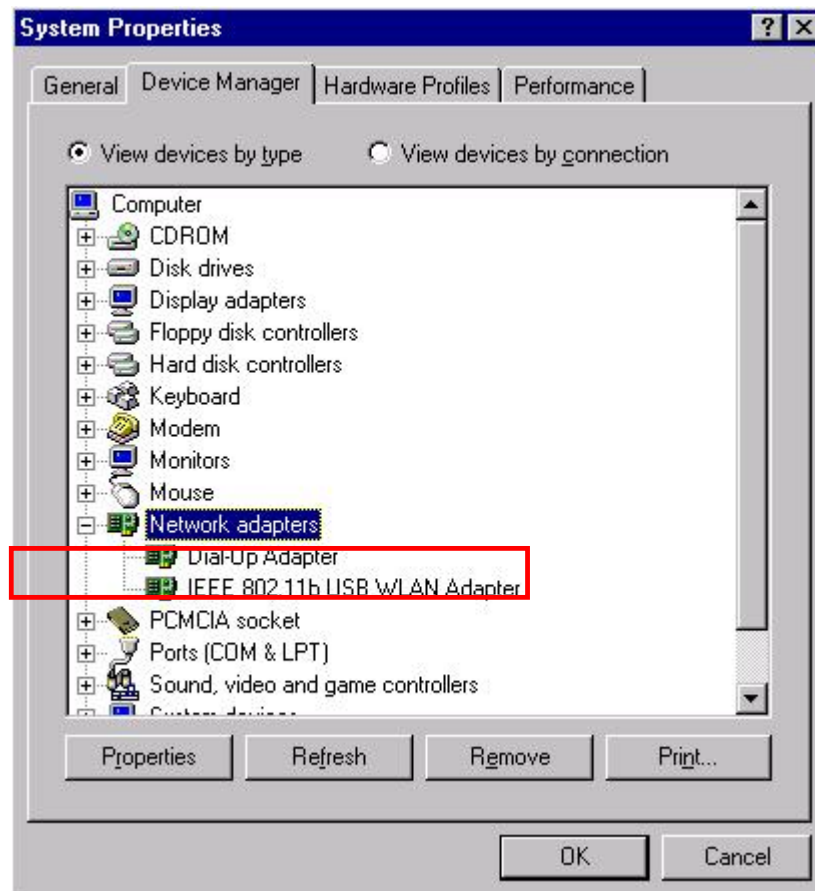 System Properties
General Device Manager Hardware Profiles Performance
View devices by type View devices by connection
Computer
CDROM
Disk drives
Display adapters
Floppy disk controllers
Hard disk controllers
Keyboard
Modem
Monitors
Mouse
Network adapters
Dial-Up Adapter
IEEE 802.11b USB WLAN Adapter
PCMCIA socket
Ports (COM & LPT)
Sound, video and game controllers
System devices
Properties Refresh Remove Print...
OK Cancel